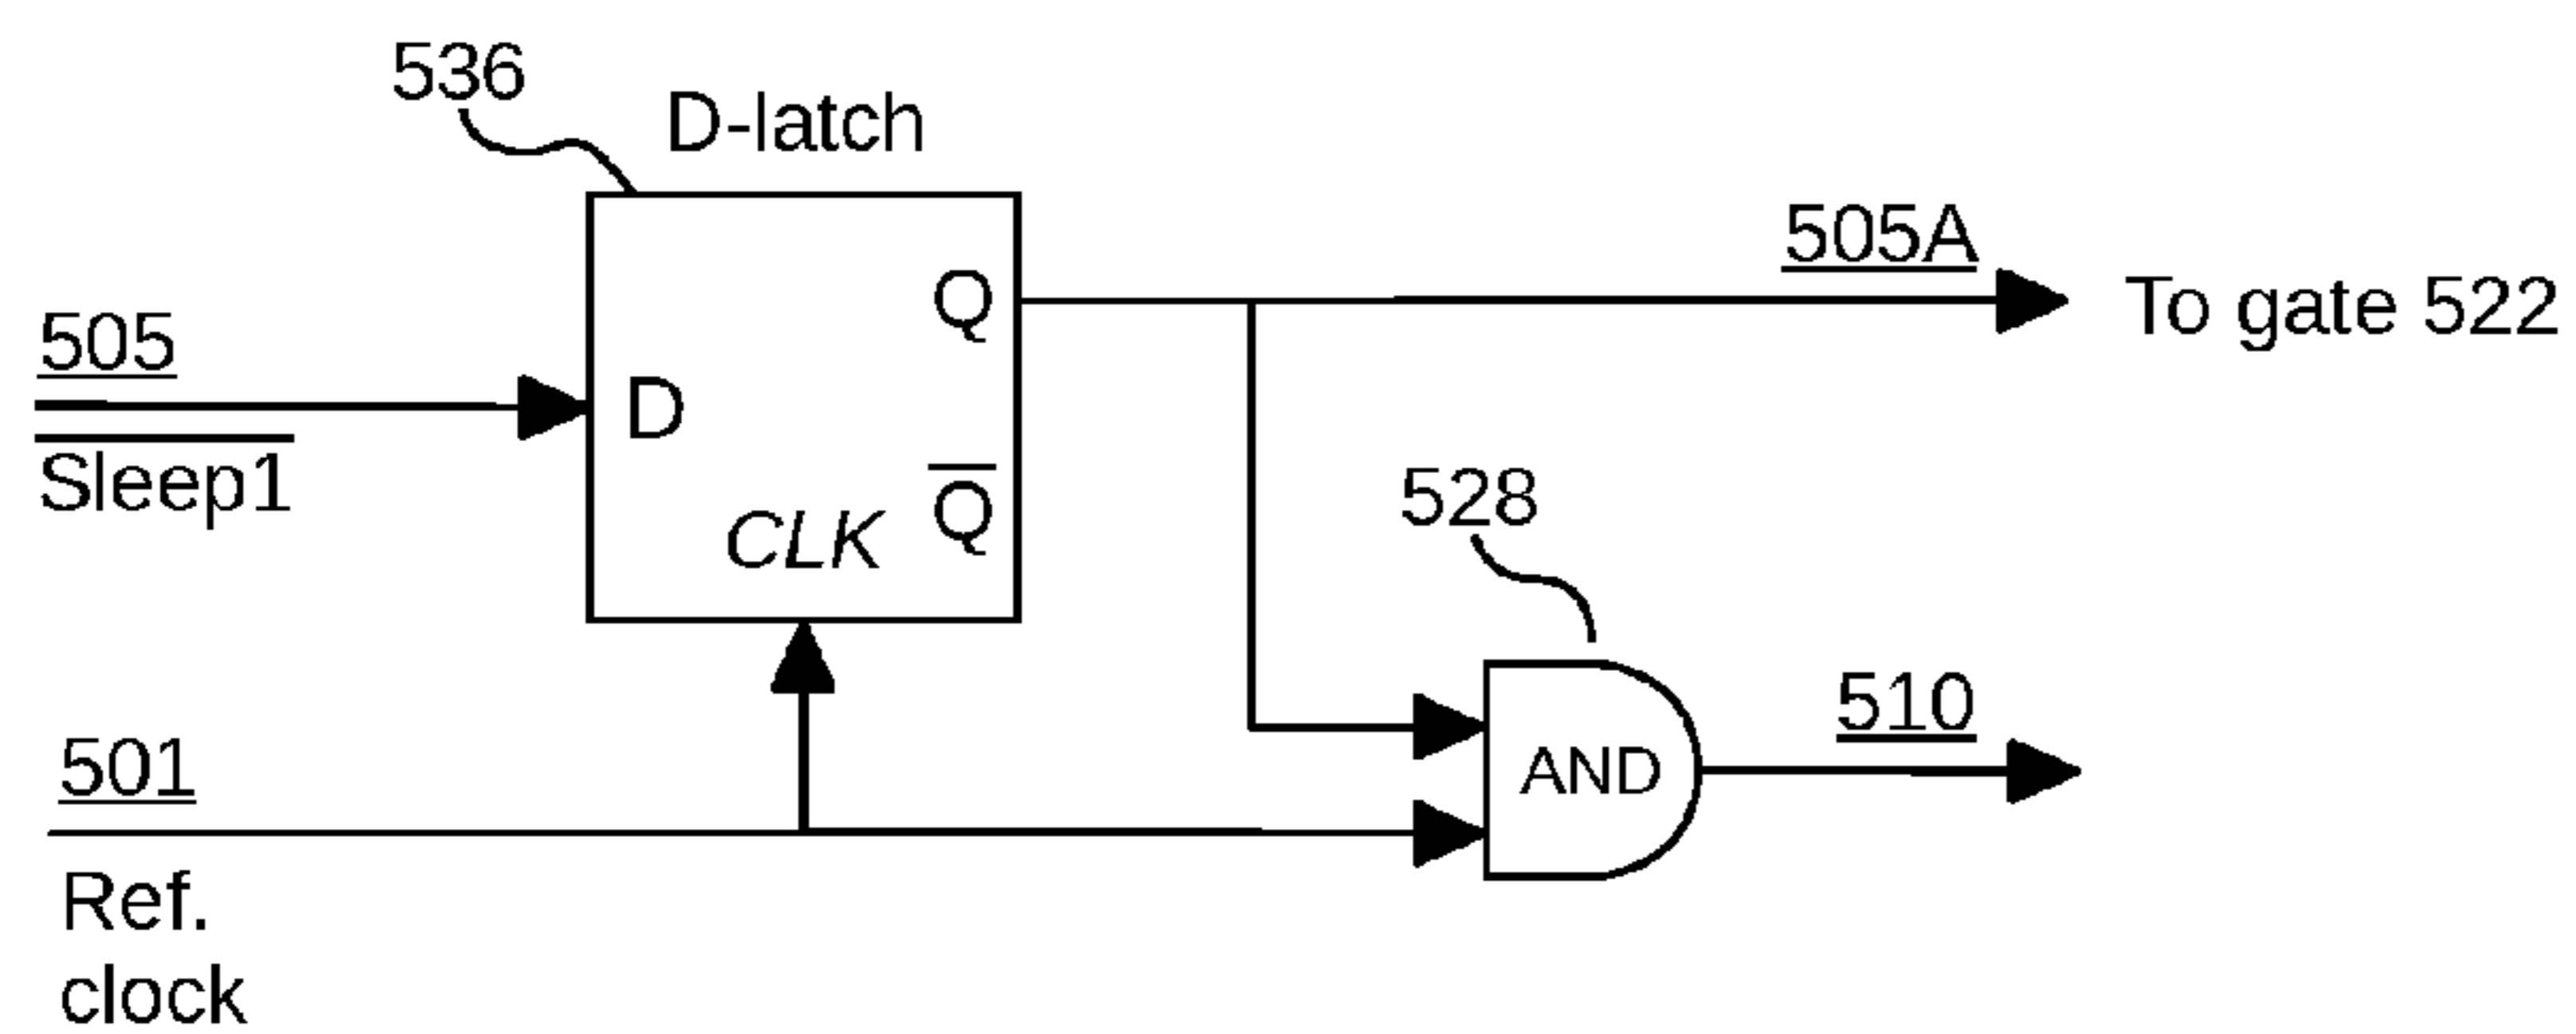 536
D-latch
505A
Q
To gate 522
505
D
Sleep1
Q
CLK
528
510
501
AND
Ref.
clock